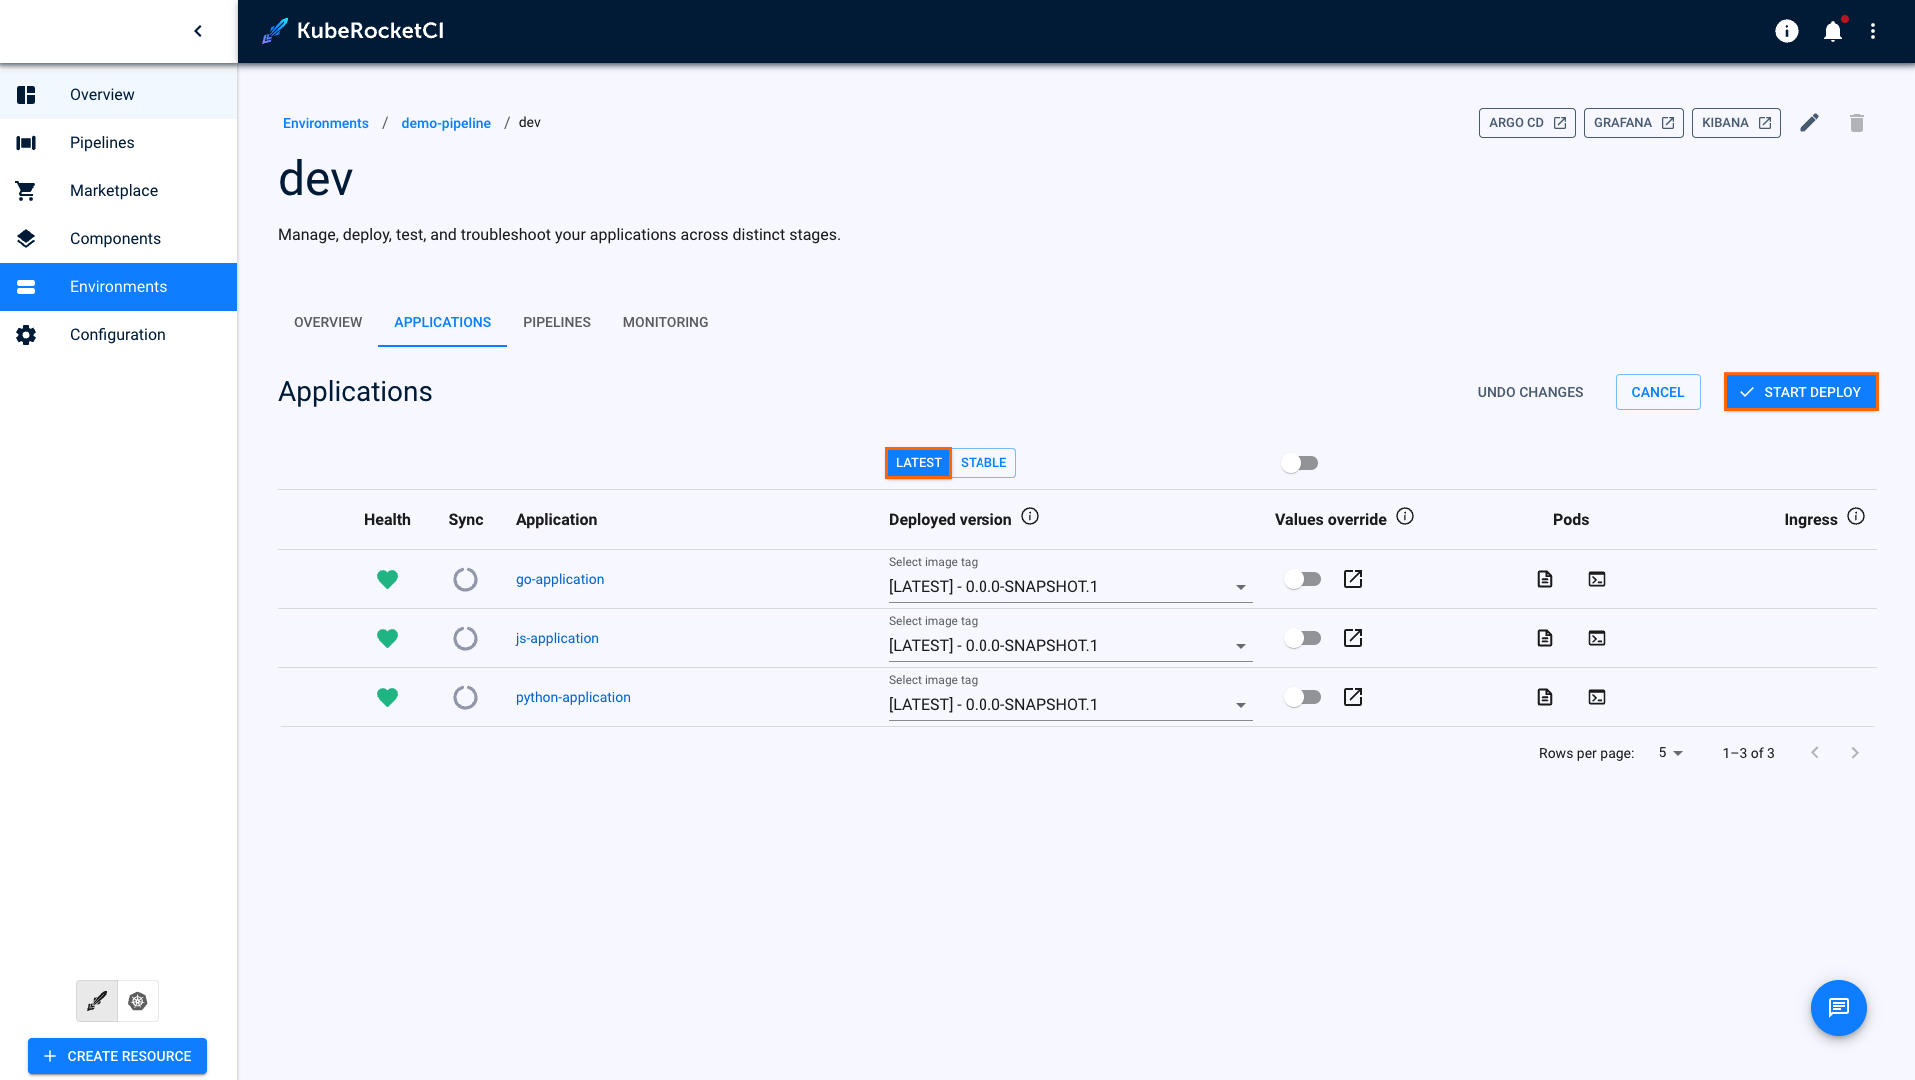 KubeRocketCI
Overview
Pipelines
Marketplace
Components
Environments
Configuration
CREATE RESOURCE
Environments / demo-pipeline / dev
ARGO CD
GRAFANA
KIBANA
dev
Manage, deploy, test, and troubleshoot your applications across distinct stages.
OVERVIEW
APPLICATIONS
PIPELINES
MONITORING
Applications
UNDO CHANGES
CANCEL
START DEPLOY
LATEST
STABLE
Health
Sync
Application
Deployed version
Values override
Pods
Ingress
Select image tag
go-application
[LATEST] - 0.0.0-SNAPSHOT.1
Select image tag
js-application
[LATEST] - 0.0.0-SNAPSHOT.1
Select image tag
python-application
[LATEST] - 0.0.0-SNAPSHOT.1
Rows per page: 5
1–3 of 3